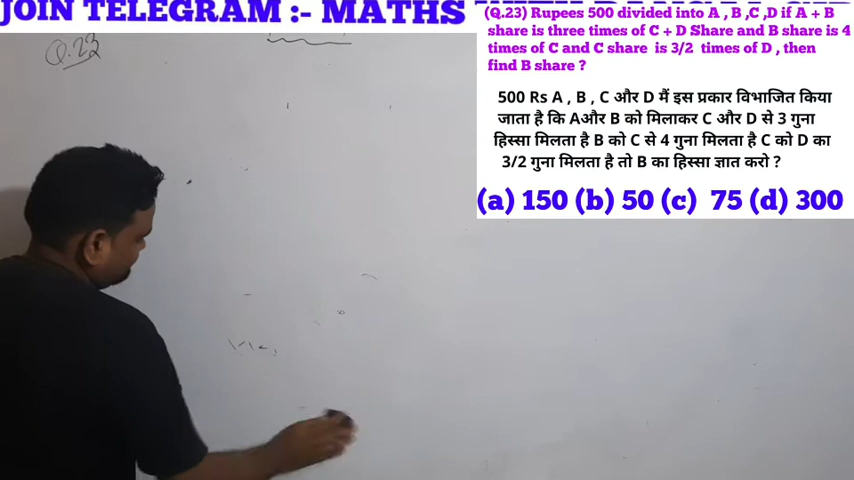 JOIN TELEGRAM :- MATHS WITH
(Q.23) Rupees 500 divided into A , B ,C ,D if A + B
share is three times of C + D Share and B share is 4
times of C and C share is 3/2 times of D , then
find B share ?
500 Rs A , B , C और D मैं इस प्रकार विभाजित किया
जाता है कि Aऔर B को मिलाकर C और D से 3 गुना
हिस्सा मिलता है B को C से 4 गुना मिलता है C को D का
3/2 गुना मिलता है तो B का हिस्सा ज्ञात करो ?
(a) 150 (b) 50 (c) 75 (d) 300
Q.23